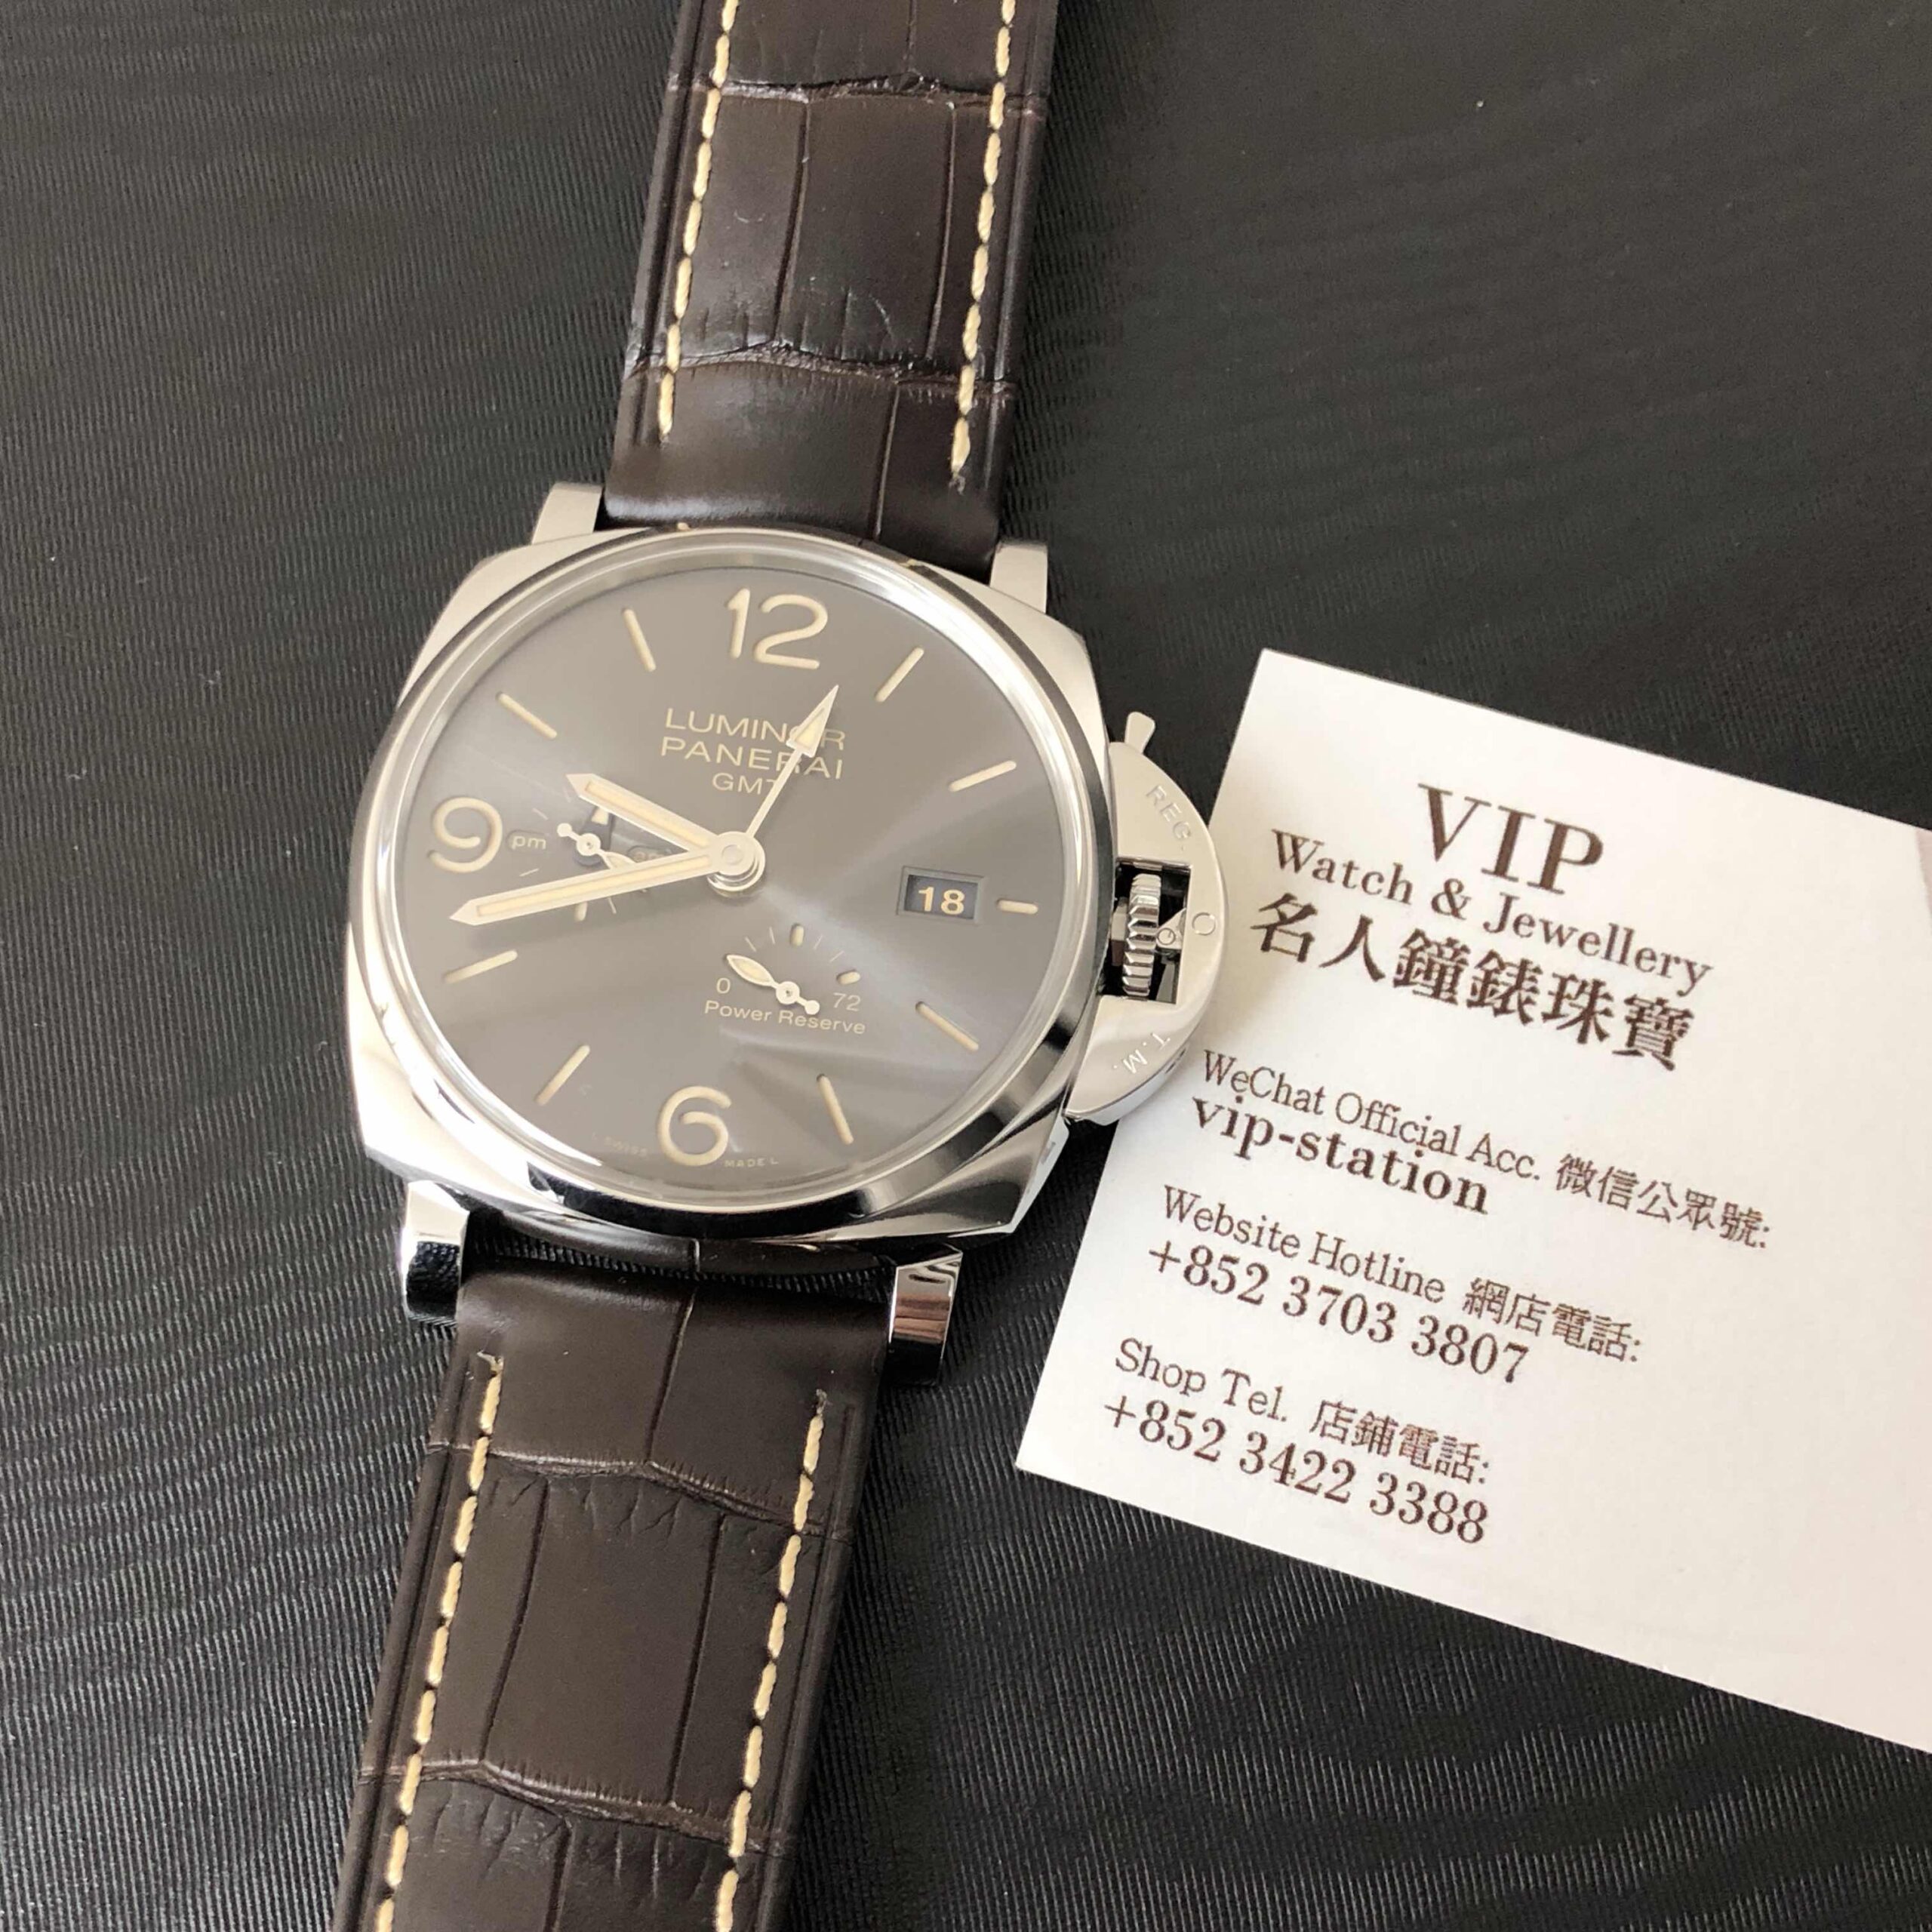 12
LUMINOR
PANERAI
GMT
9
pm
18
0
72
Power Reserve
6
L SWISS
MADE L
REG.
T.M.
VIP
Watch & Jewellery
名人鐘錶珠寶
WeChat Official Acc. 微信公眾號:
vip-station
Website Hotline 網店電話:
+852 3703 3807
Shop Tel. 店鋪電話:
+852 3422 3388